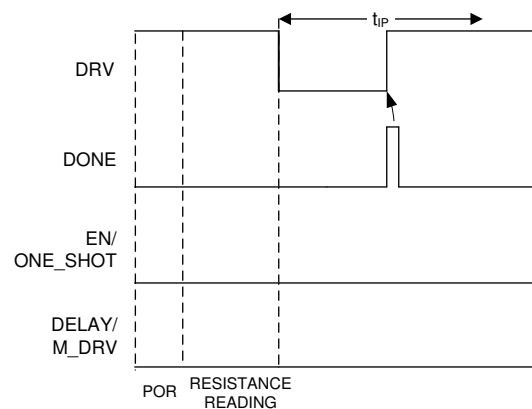 tIP
DRV
DONE
EN/
ONE_SHOT
DELAY/
M_DRV
POR
RESISTANCE
READING